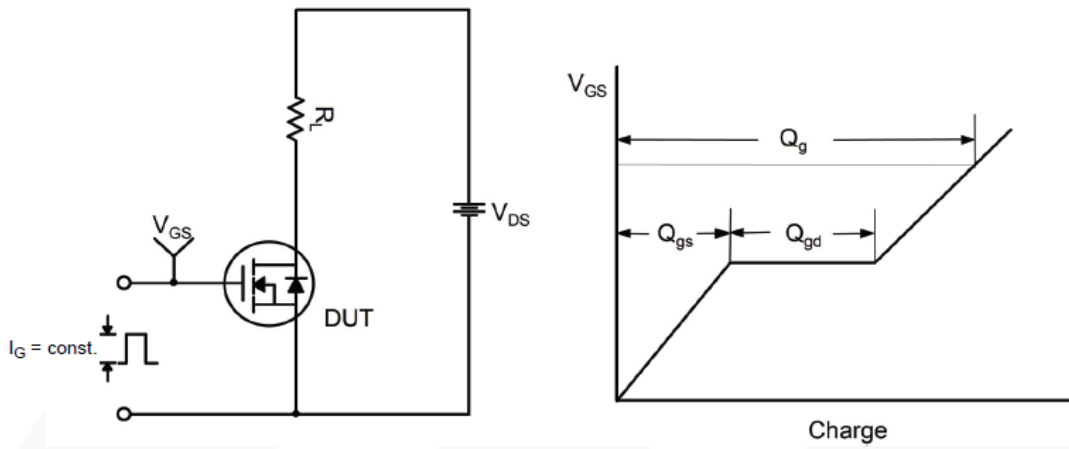 R_L
V_GS
V_DS
DUT
I_G = const.
V_GS
Q_g
Q_gs
Q_gd
Charge